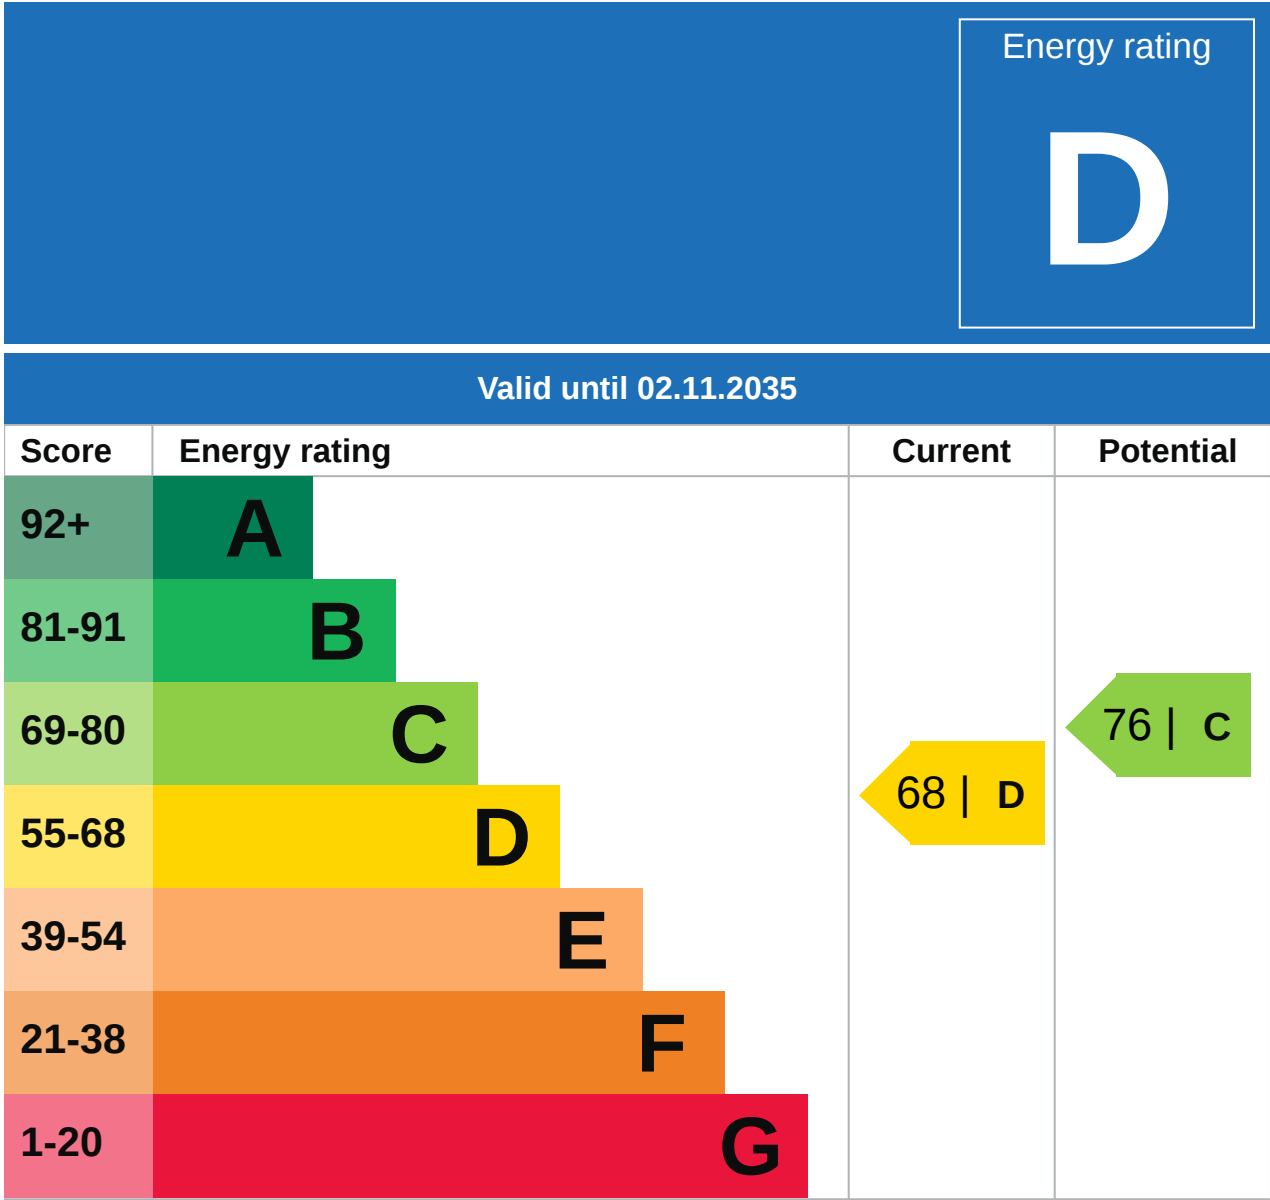 Energy rating
D
Valid until 02.11.2035
Score Energy rating Current Potential
92+ A
81-91 B
69-80 C
76 | C
68 | D
55-68 D
39-54 E
21-38 F
1-20 G